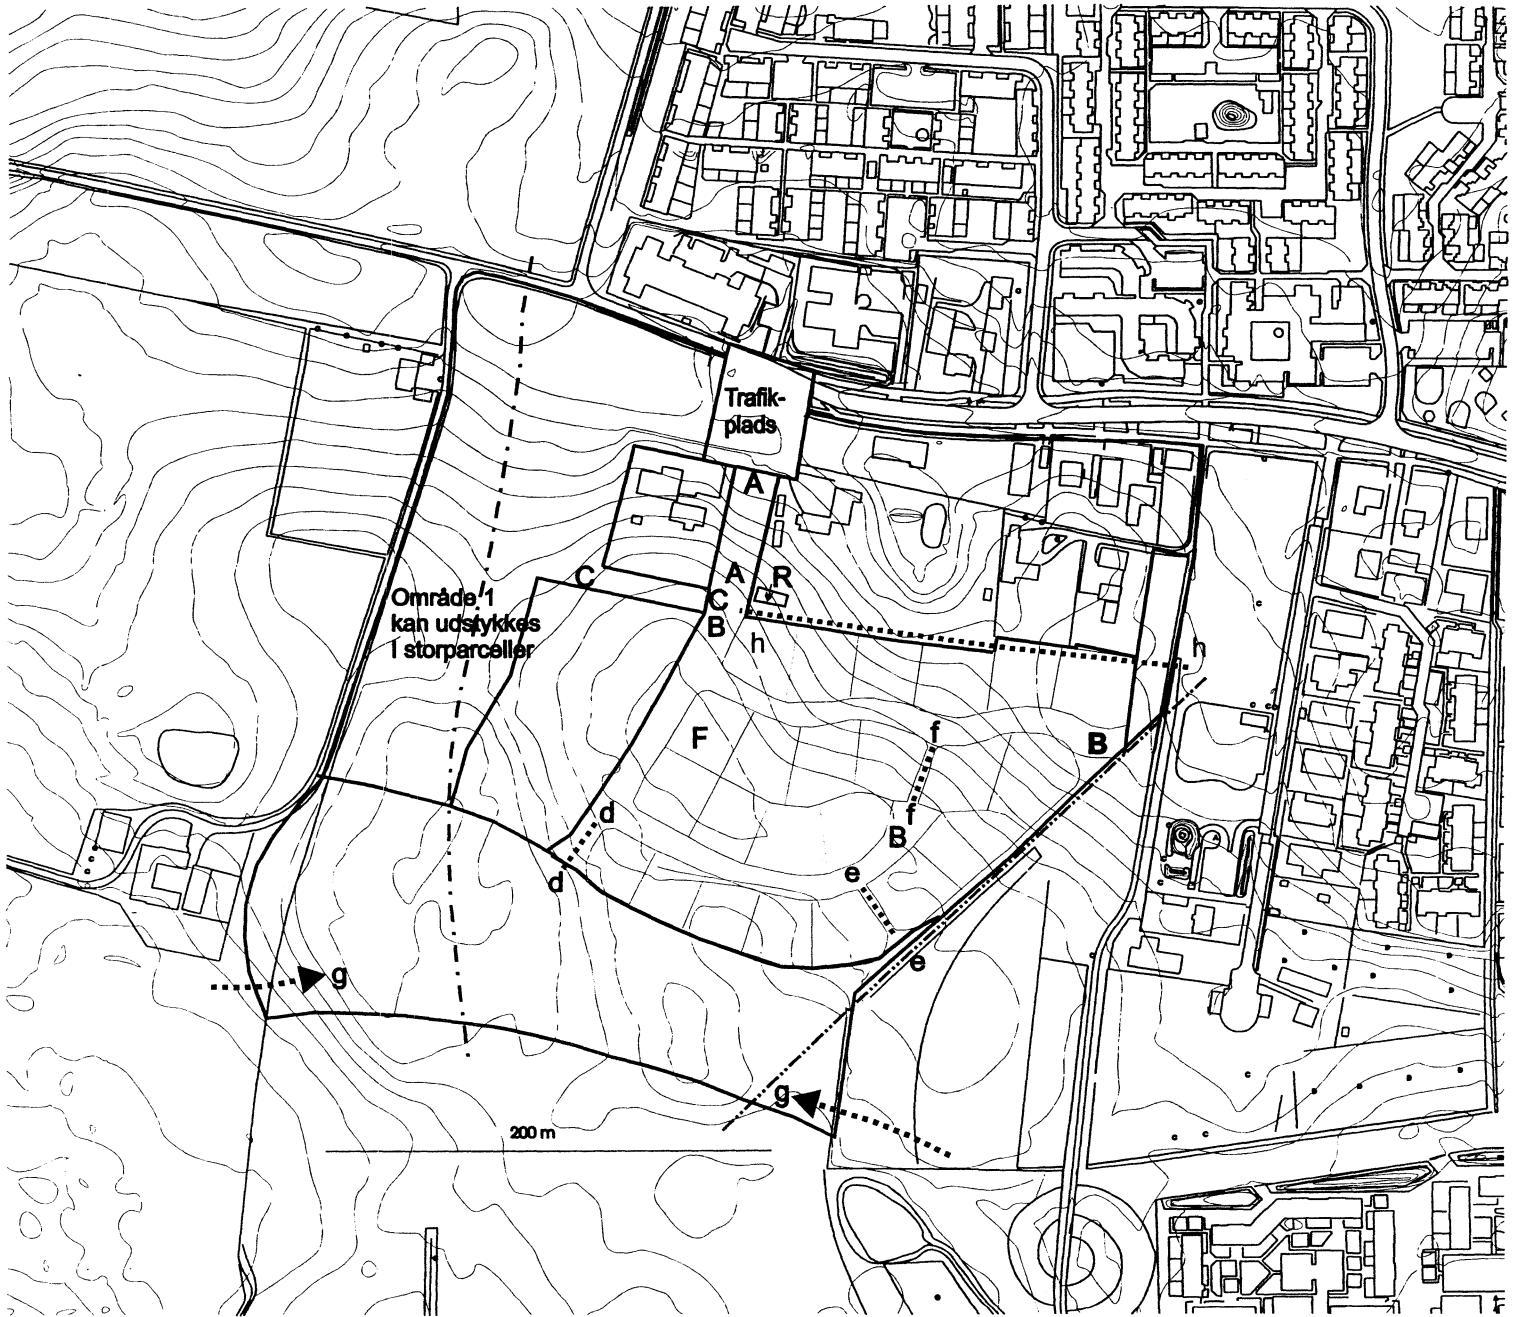 Trafik-
plads
A
C
A
R
Område 1
kan udstykkes
I storparceller
C
B
h
h
F
f
B
d
f
B
d
e
e
g
g
200 m